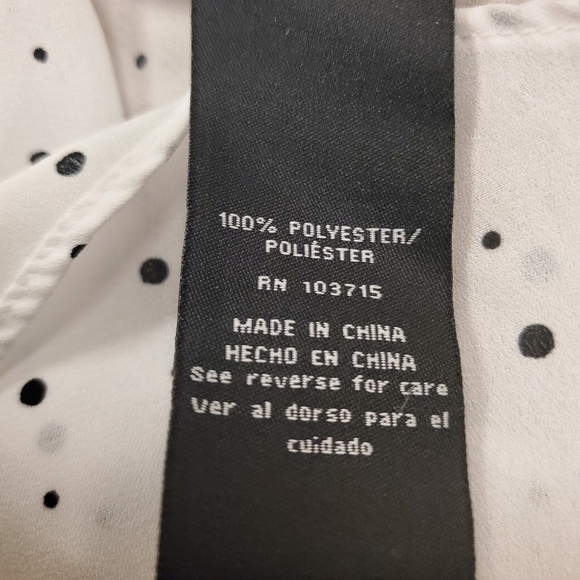 100% POLYESTER/
POLIÉSTER
RN 103715
MADE IN CHINA
HECHO EN CHINA
See reverse for care
Ver al dorso para el
cuidado